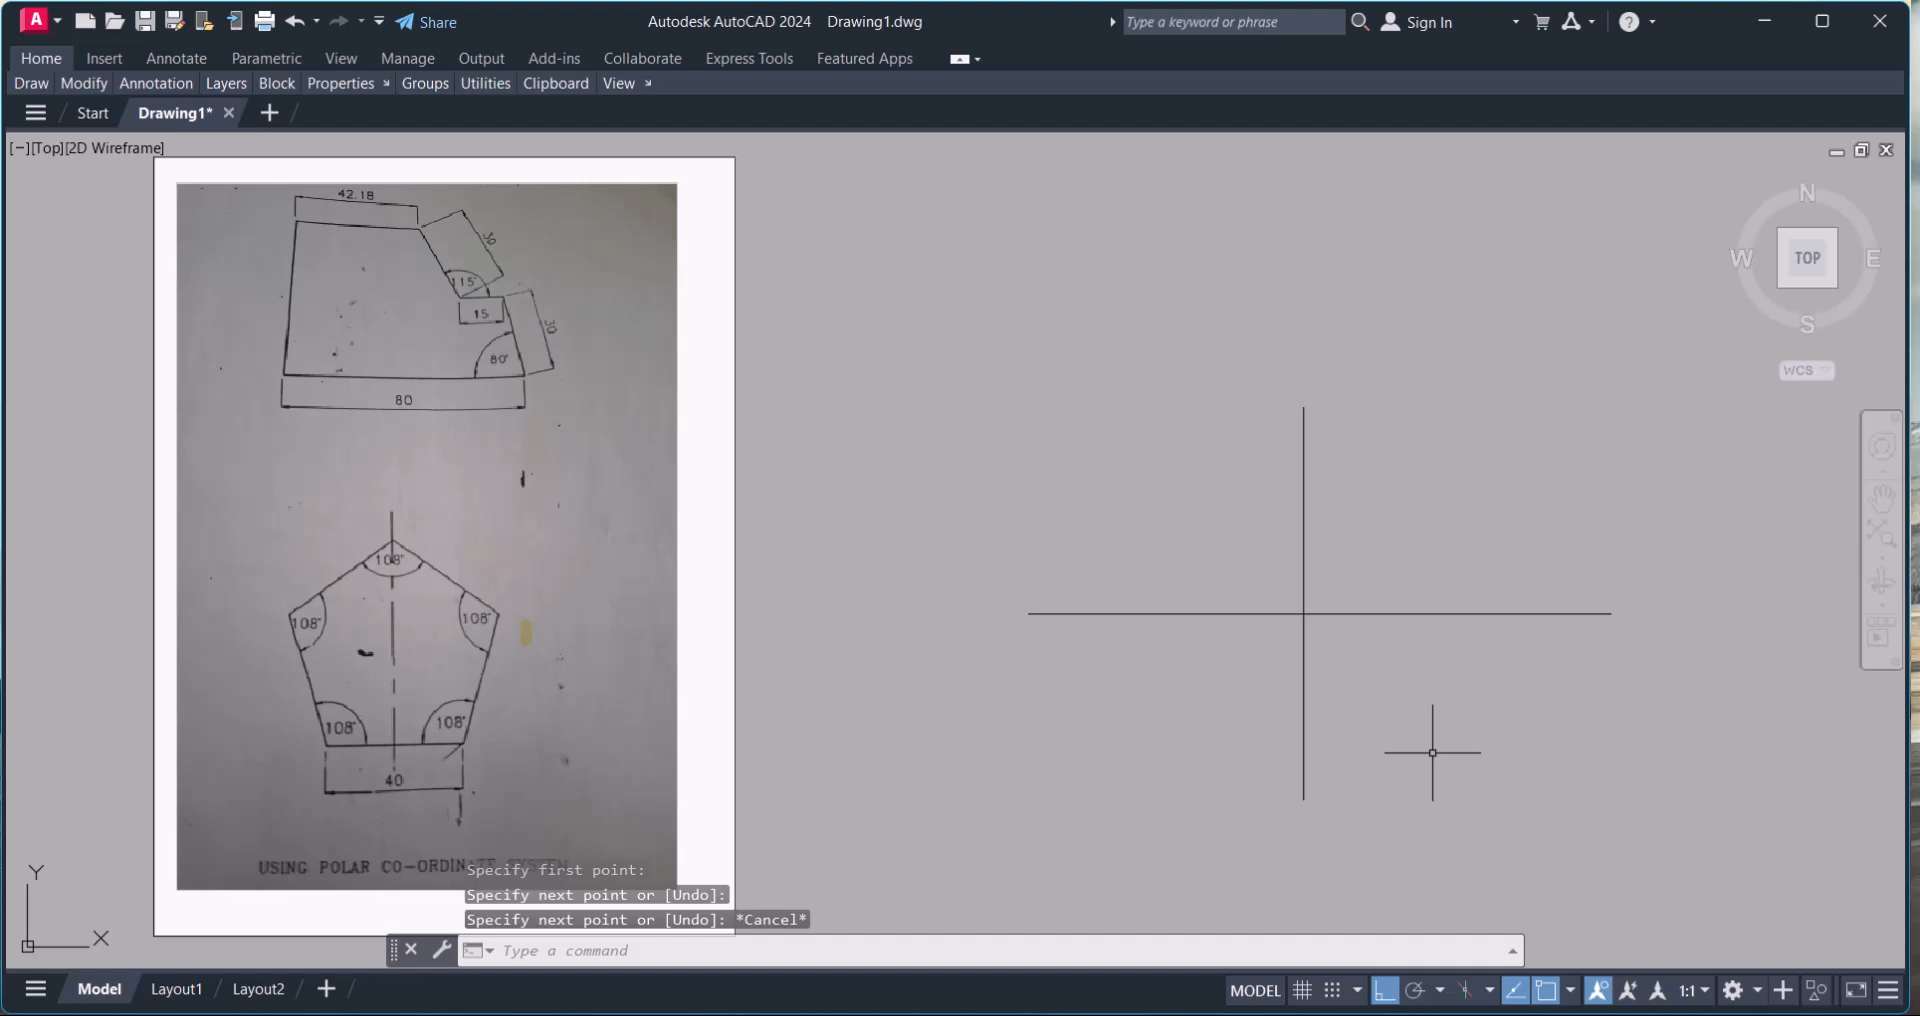 A
Share
Autodesk AutoCAD 2024 Drawing1.dwg
Type a keyword or phrase
Sign In
?
Home Insert Annotate Parametric View Manage Output Add-ins Collaborate Express Tools Featured Apps
Draw Modify Annotation Layers Block Properties Groups Utilities Clipboard View
Start Drawing1*
[−][Top][2D Wireframe]
N
W TOP E
S
WCS
42.18
30
115°
15
30
80°
80
108°
108° 108°
108° 108°
40
USING POLAR CO-ORDINATE SYSTEM
Specify first point:
Specify next point or [Undo]:
Specify next point or [Undo]: *Cancel*
Y
X
Type a command
Model Layout1 Layout2
MODEL 1:1